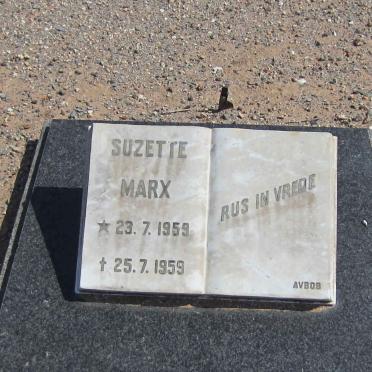 SUZETTE
MARX
★ 23.7.1959
† 25.7.1959
RUS IN VREDE
AVBOB